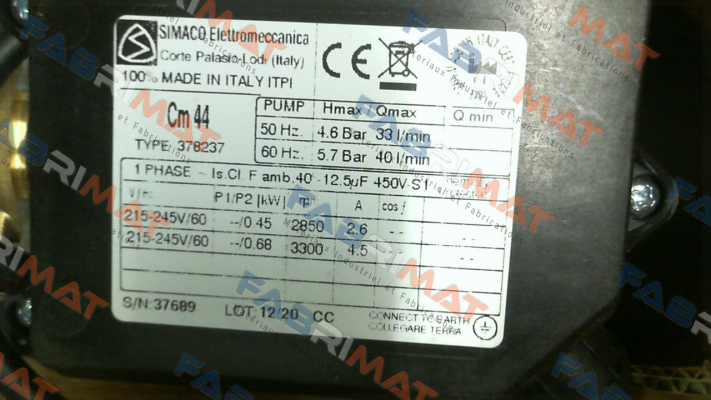 SIMACO Elettromeccanica
Corte Palasio-Lodi (Italy)
100% MADE IN ITALY ITPI
CE
Cm 44
TYPE: 378237
PUMP Hmax Qmax Q min
50 Hz. 4.6 Bar 33 l/min
60 Hz. 5.7 Bar 40 l/min
1 PHASE ~ Is.Cl. F amb.40° -12.5µF 450V-S1
P1/P2 [kW] A cos
215-245V/60 --/0.45 2850 2.6 --
215-245V/60 --/0.68 3300 4.5 --
S/N: 37689 LOT: 12/20 CC
CONNECT TO EARTH
COLLEGARE TERRA
FABRIMAT